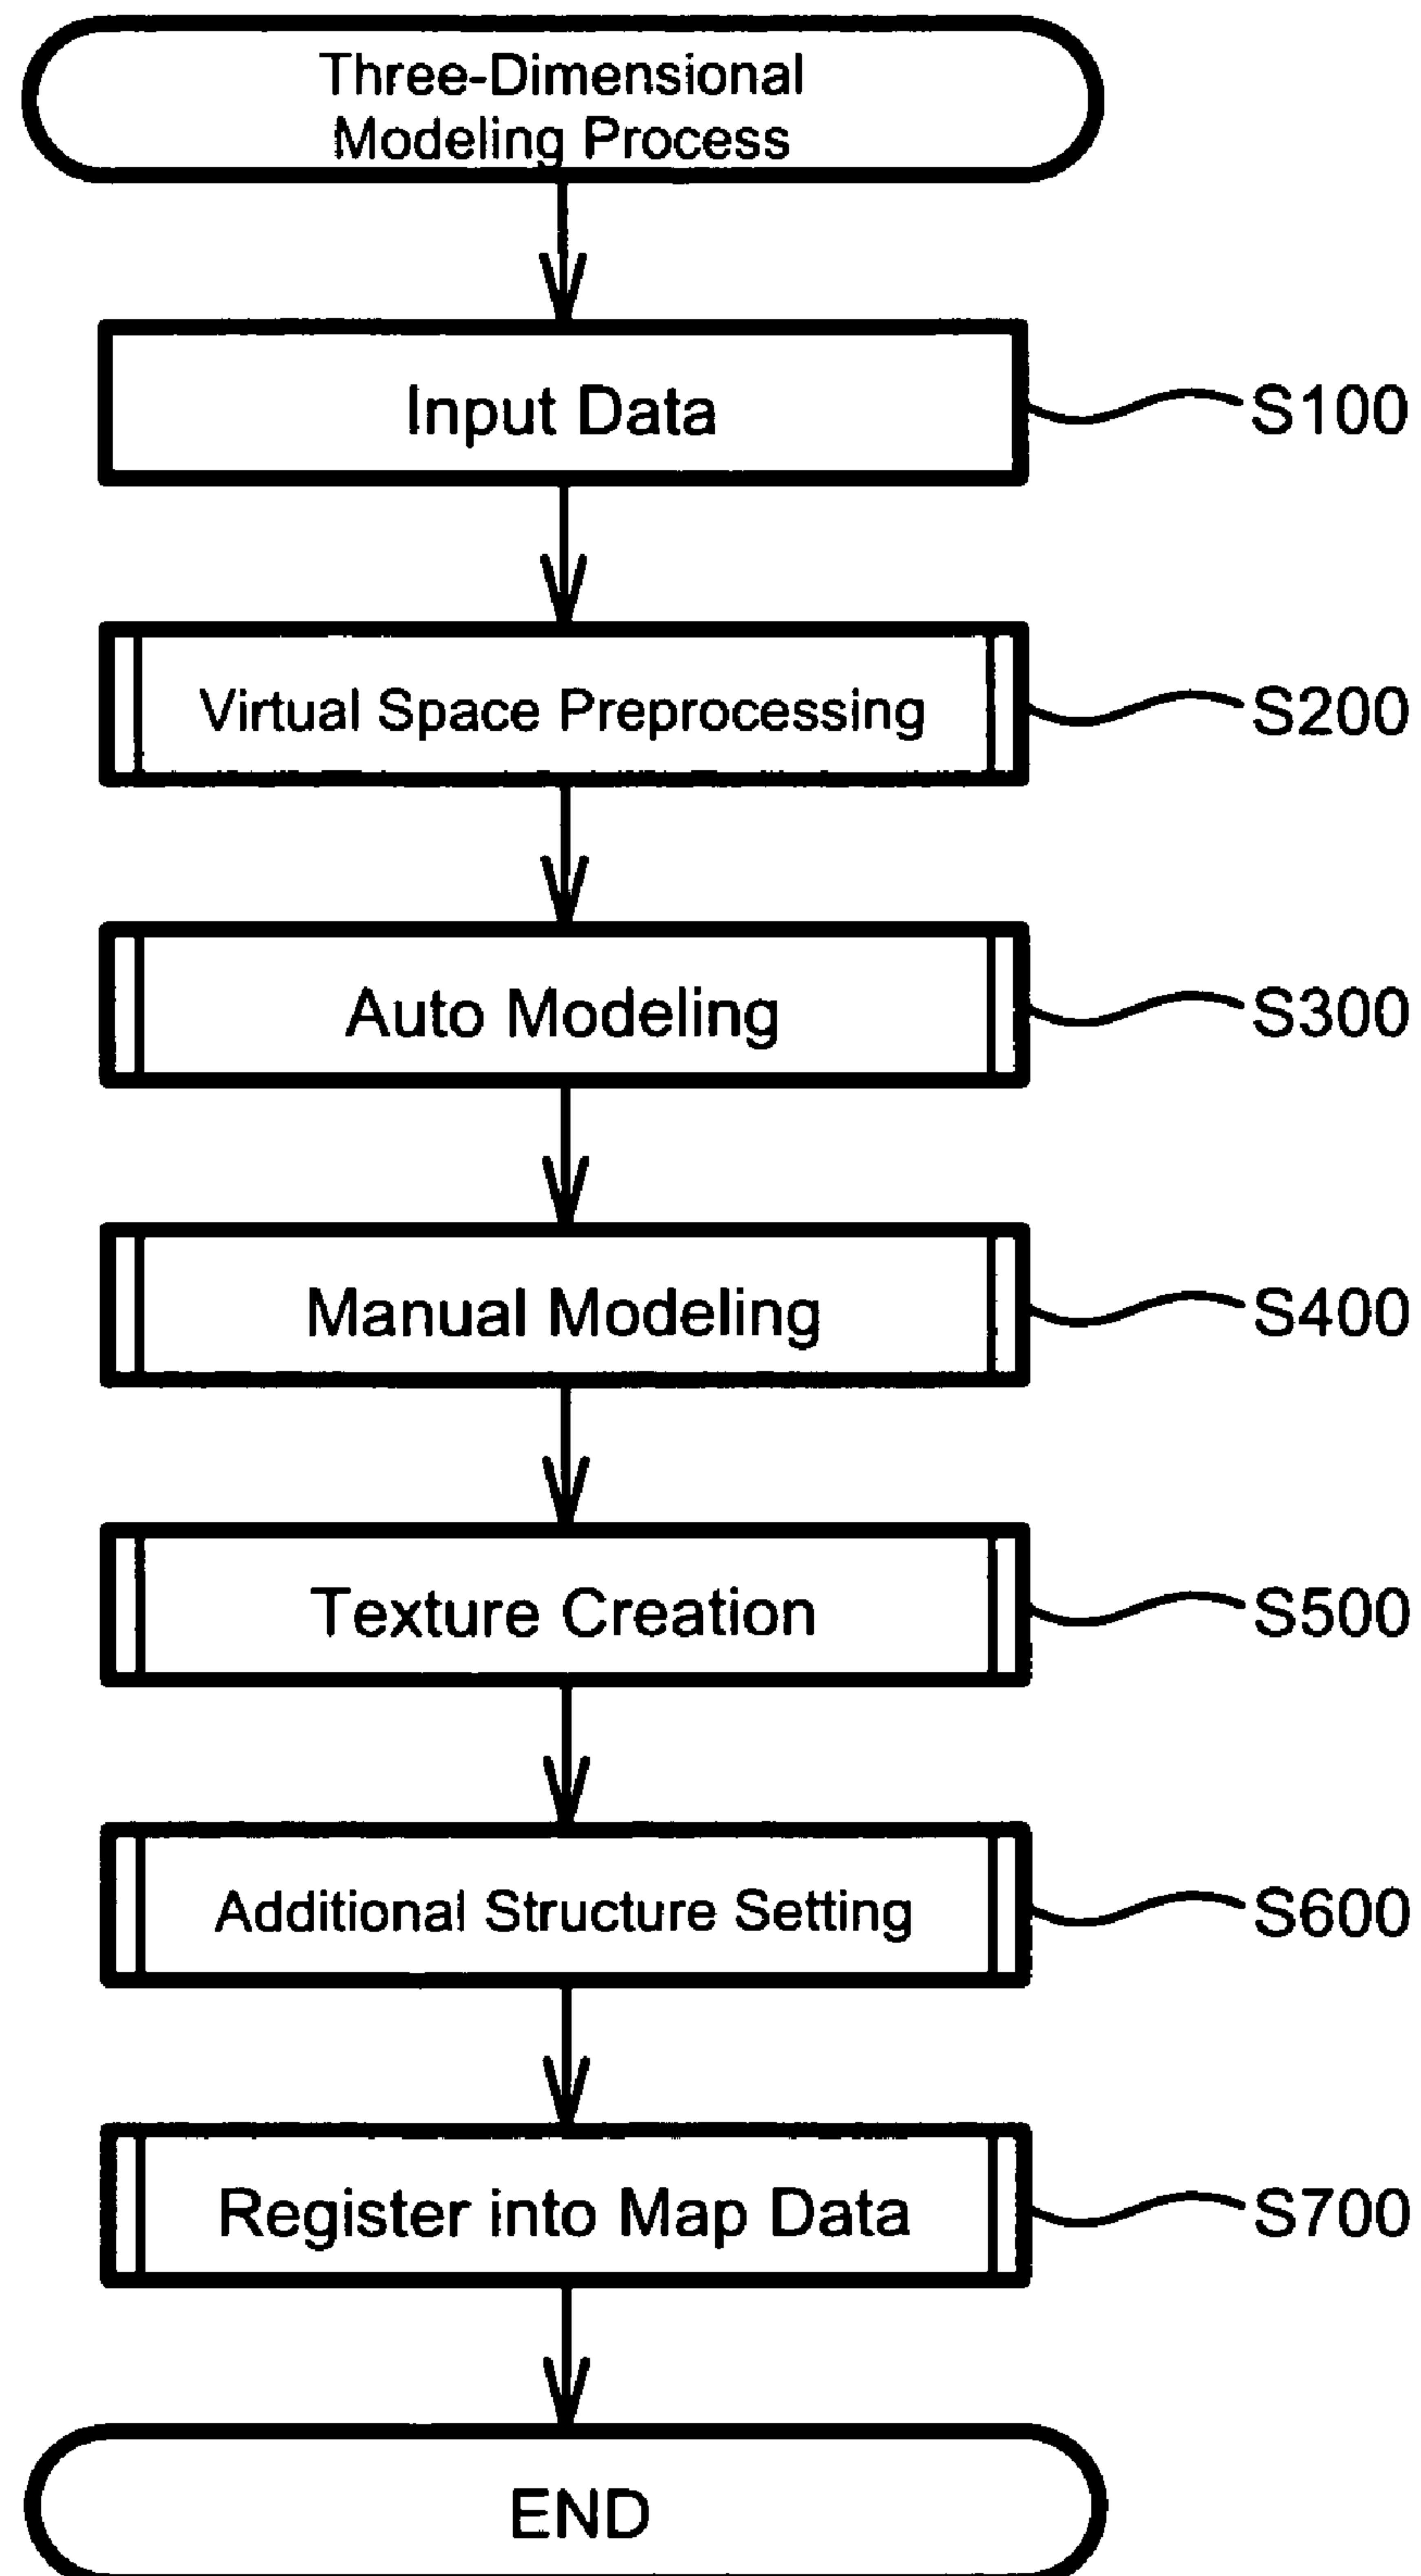 Three-Dimensional
Modeling Process
Input Data
S100
Virtual Space Preprocessing
S200
Auto Modeling
S300
Manual Modeling
S400
Texture Creation
S500
Additional Structure Setting
S600
Register into Map Data
S700
END